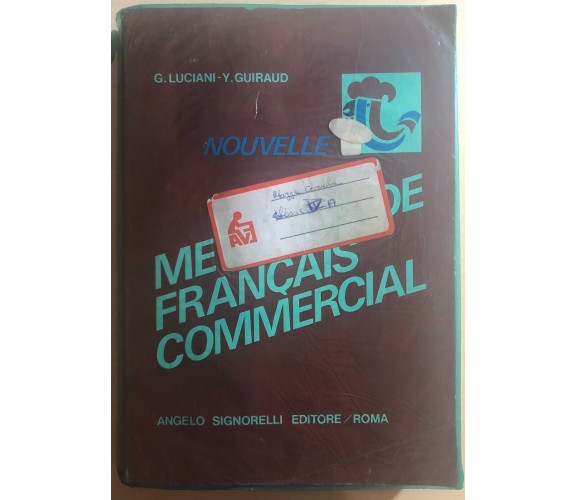 G. LUCIANI-Y. GUIRAUD
NOUVELLE
ME DE
FRANÇAIS
COMMERCIAL
ANGELO SIGNORELLI EDITORE/ROMA